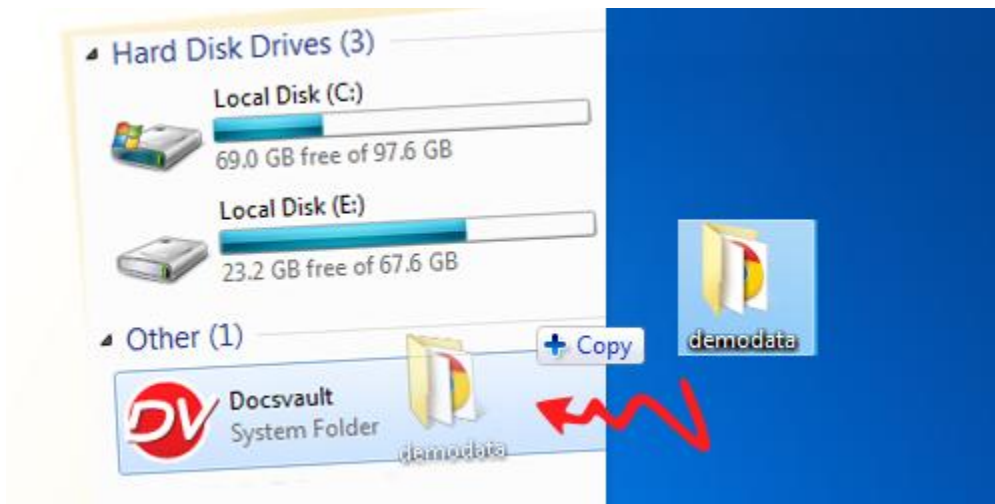 Hard Disk Drives (3)
Local Disk (C:)
69.0 GB free of 97.6 GB
Local Disk (E:)
23.2 GB free of 67.6 GB
Other (1)
Copy
demodata
DV
Docsvault
System Folder
demodata